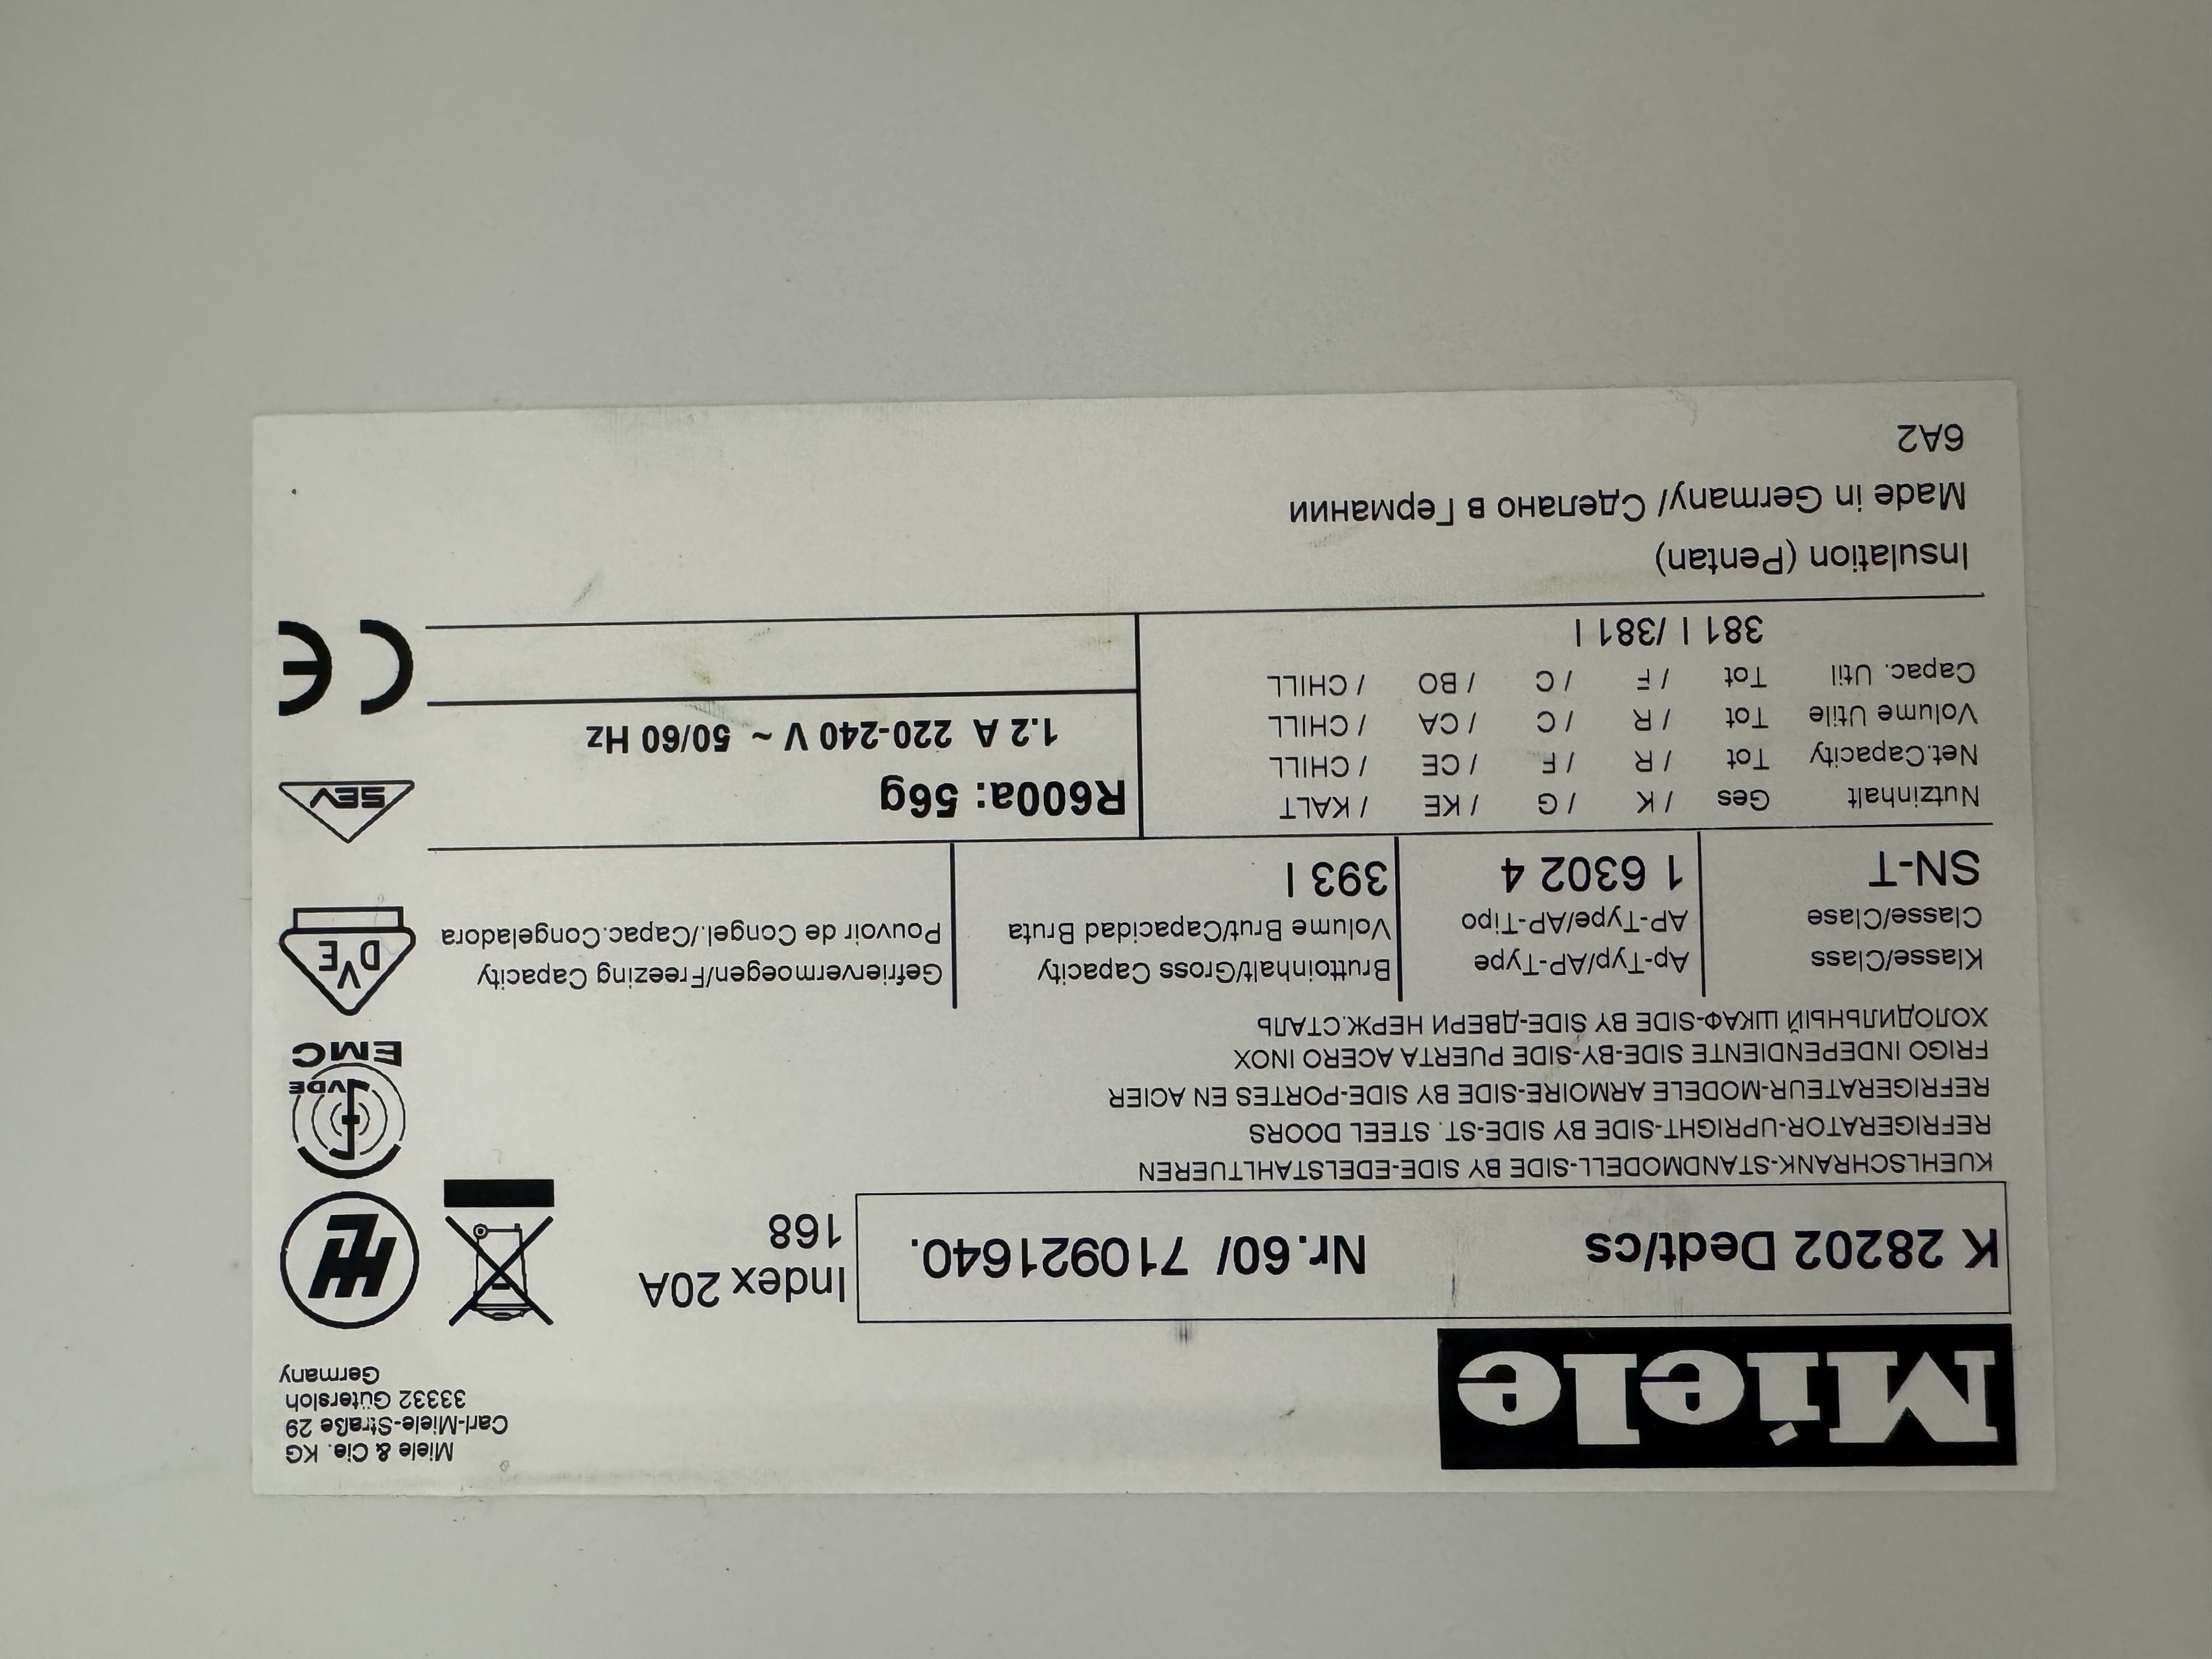 Miele
Miele & Cie. KG
Carl-Miele-Straße 29
33332 Gütersloh
Germany
K 28202 Dedt/cs Nr.60/ 710921640.
Index 20A
168
KUEHLSCHRANK-STANDMODELL-SIDE BY SIDE-EDELSTAHLTUEREN
REFRIGERATOR-UPRIGHT-SIDE BY SIDE-ST. STEEL DOORS
REFRIGERATEUR-MODELE ARMOIRE-SIDE BY SIDE-PORTES EN ACIER
FRIGO INDEPENDIENTE SIDE-BY-SIDE PUERTA ACERO INOX
ХОЛОДИЛЬНЫЙ ШКАФ-SIDE BY SIDE-ДВЕРИ НЕРЖ.СТАЛЬ
VDE
EMC
Klasse/Class
Classe/Clase
SN-T
Ap-Typ/AP-Type
AP-Type/AP-Tipo
1 6302 4
Bruttoinhalt/Gross Capacity
Volume Brut/Capacidad Bruta
393 l
Gefriervermoegen/Freezing Capacity
Pouvoir de Congel./Capac.Congeladora
DVE
Nutzinhalt Ges / K / G / KE / KALT
Net.Capacity Tot / R / F / CE / CHILL
Volume Utile Tot / R / C / CA / CHILL
Capac. Util Tot / F / C / BO / CHILL
381 l /381 l
R600a: 56g
1.2 A 220-240 V ~ 50/60 Hz
SEV
CE
Insulation (Pentan)
Made in Germany/ Сделано в Германии
6A2